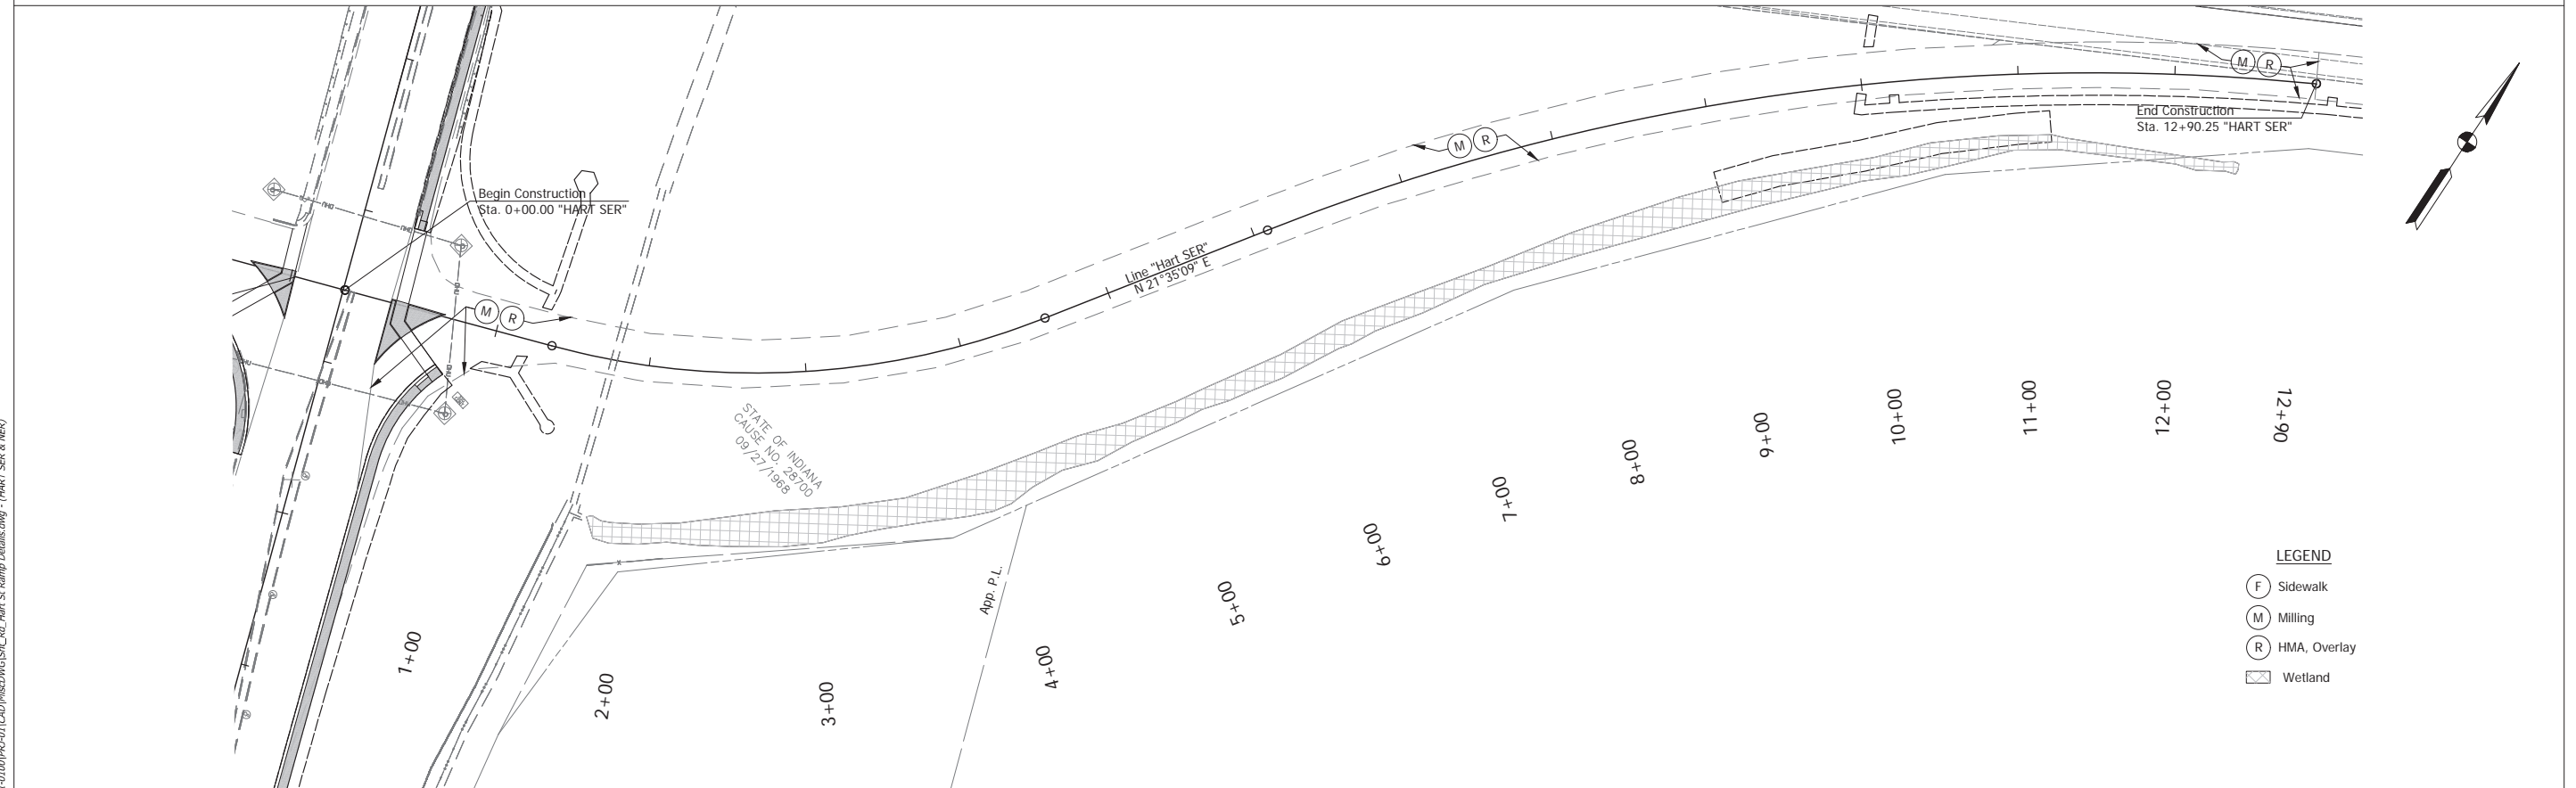 M R
End Construction
Sta. 12+90.25 "HART SER"
M R
Begin Construction
Sta. 0+00.00 "HART SER"
Line "Hart SER"
N 21°35'09" E
M R
STATE OF INDIANA
CAUSE NO. 28700
09/27/1968
App. P.L.
1+00
2+00
3+00
4+00
5+00
6+00
7+00
8+00
9+00
10+00
11+00
12+00
12+90
LEGEND
F Sidewalk
M Milling
R HMA, Overlay
Wetland